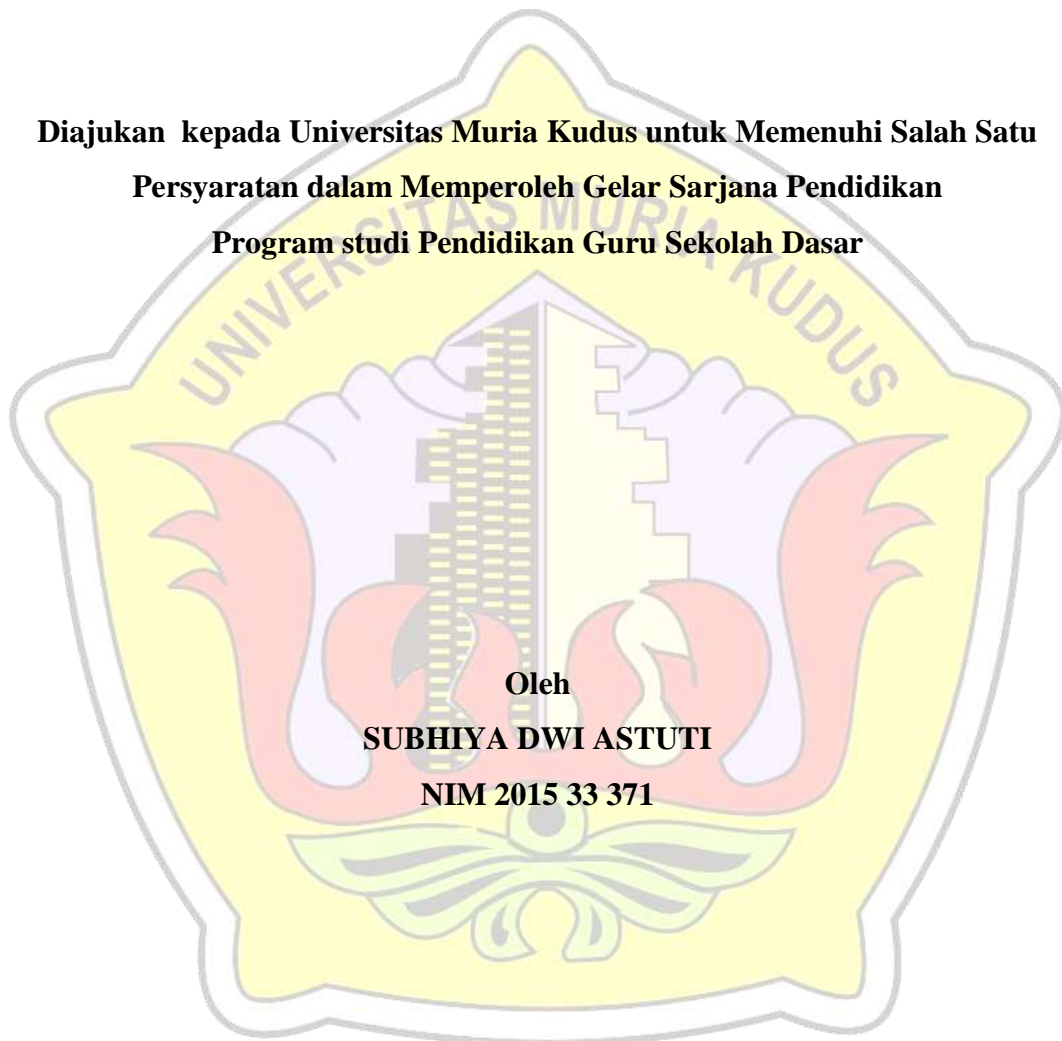 Diajukan kepada Universitas Muria Kudus untuk Memenuhi Salah Satu
Persyaratan dalam Memperoleh Gelar Sarjana Pendidikan
Program studi Pendidikan Guru Sekolah Dasar
UNIVERSITAS MURIA KUDUS
Oleh
SUBHIYA DWI ASTUTI
NIM 2015 33 371